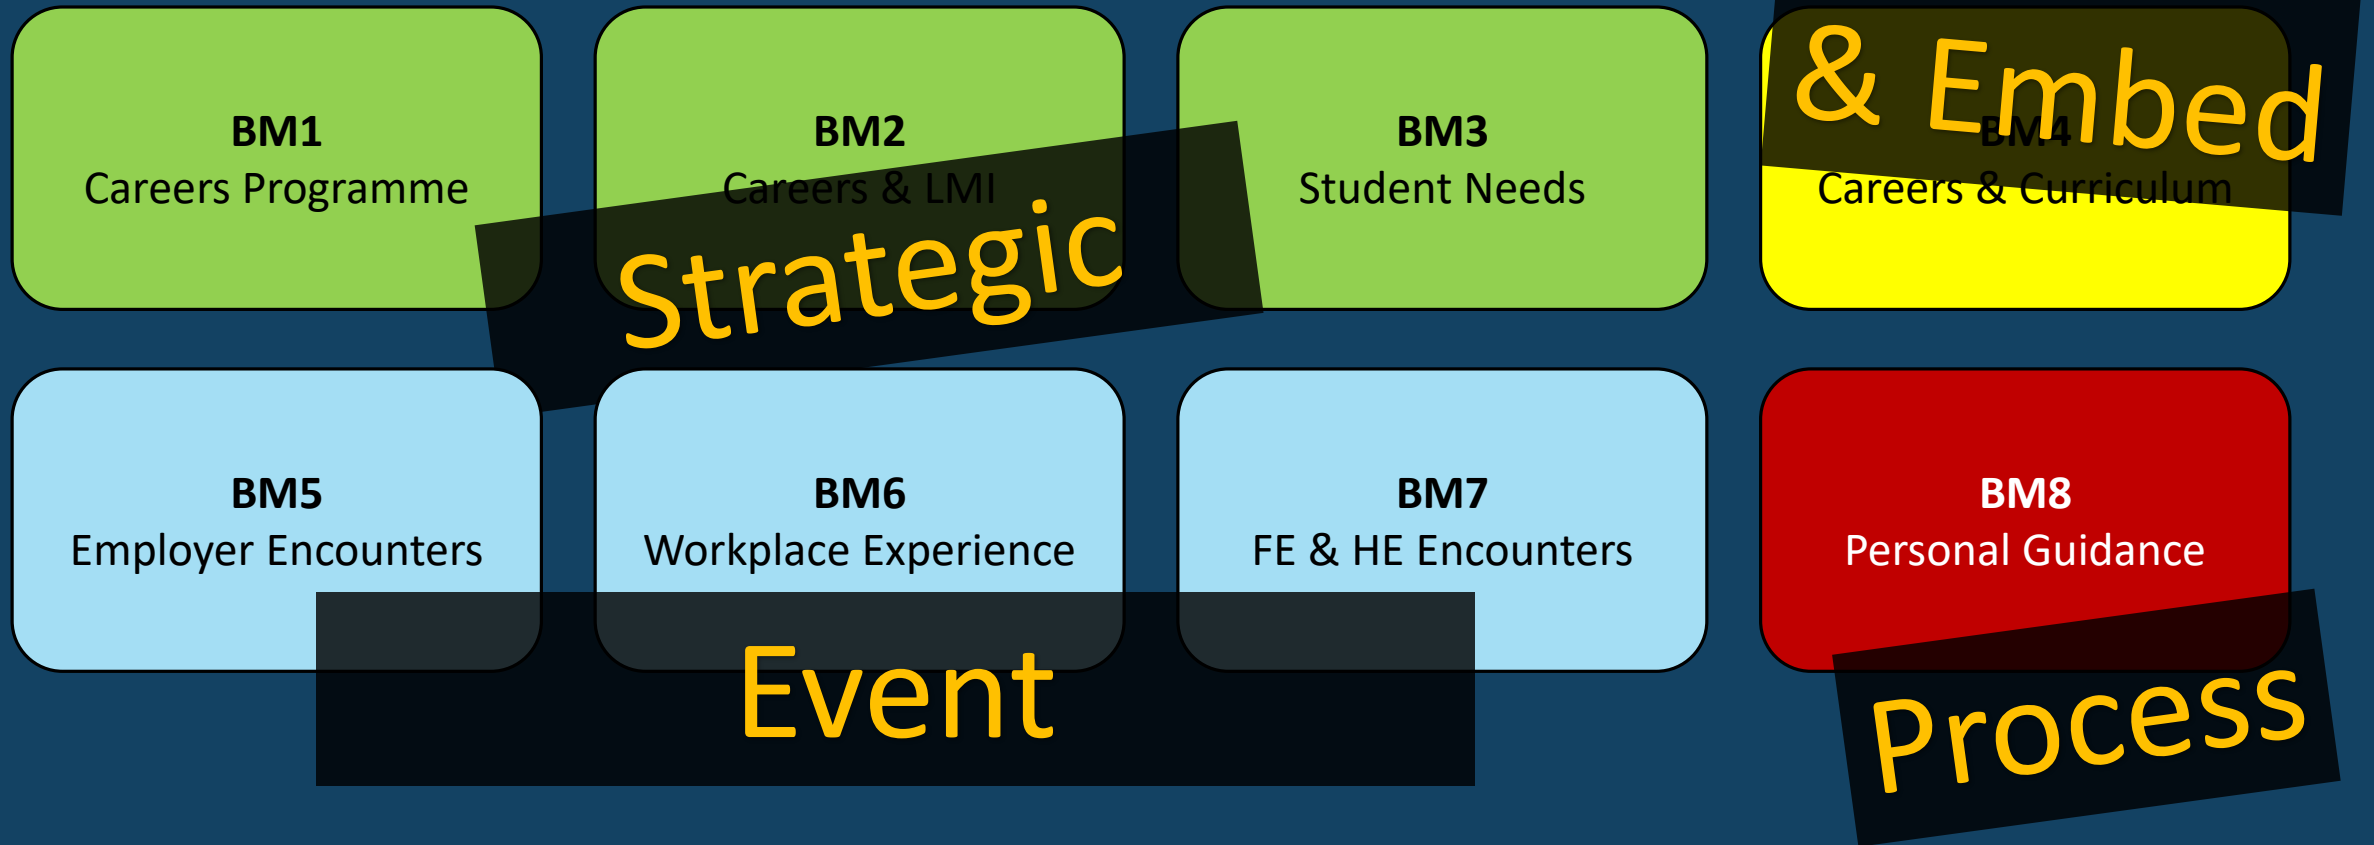 BM1
Careers Programme
BM2
Careers & LMI
BM3
Student Needs
& Embed
BM4
Careers & Curriculum
Strategic
BM5
Employer Encounters
BM6
Workplace Experience
BM7
FE & HE Encounters
BM8
Personal Guidance
Event
Process